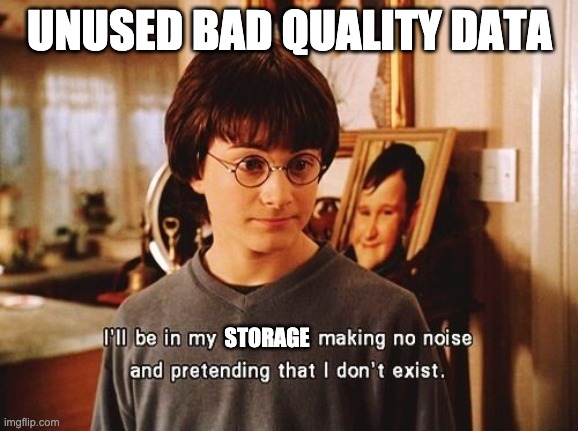 UNUSED BAD QUALITY DATA
I'll be in my STORAGE making no noise
and pretending that I don't exist.
imgflip.com